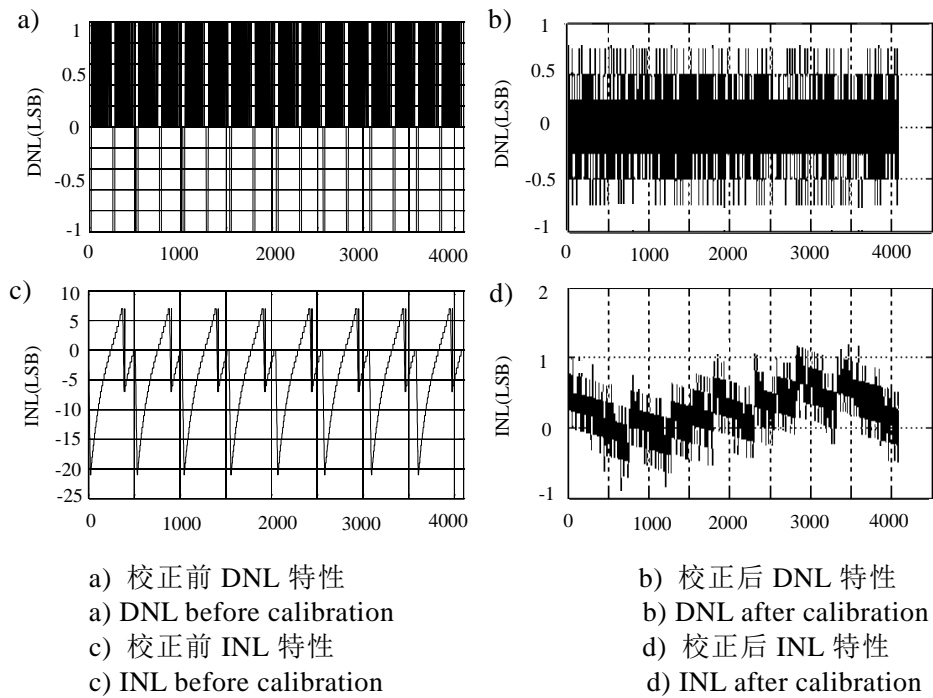 a)
1
0.5
0
-0.5
-1
DNL(LSB)
0 1000 2000 3000 4000
b)
1
0.5
0
-0.5
-1
DNL(LSB)
0 1000 2000 3000 4000
c)
10
5
0
-5
-10
-15
-20
-25
INL(LSB)
0 1000 2000 3000 4000
d)
2
1
0
-1
INL(LSB)
0 1000 2000 3000 4000
a) 校正前 DNL 特性
a) DNL before calibration
c) 校正前 INL 特性
c) INL before calibration
b) 校正后 DNL 特性
b) DNL after calibration
d) 校正后 INL 特性
d) INL after calibration